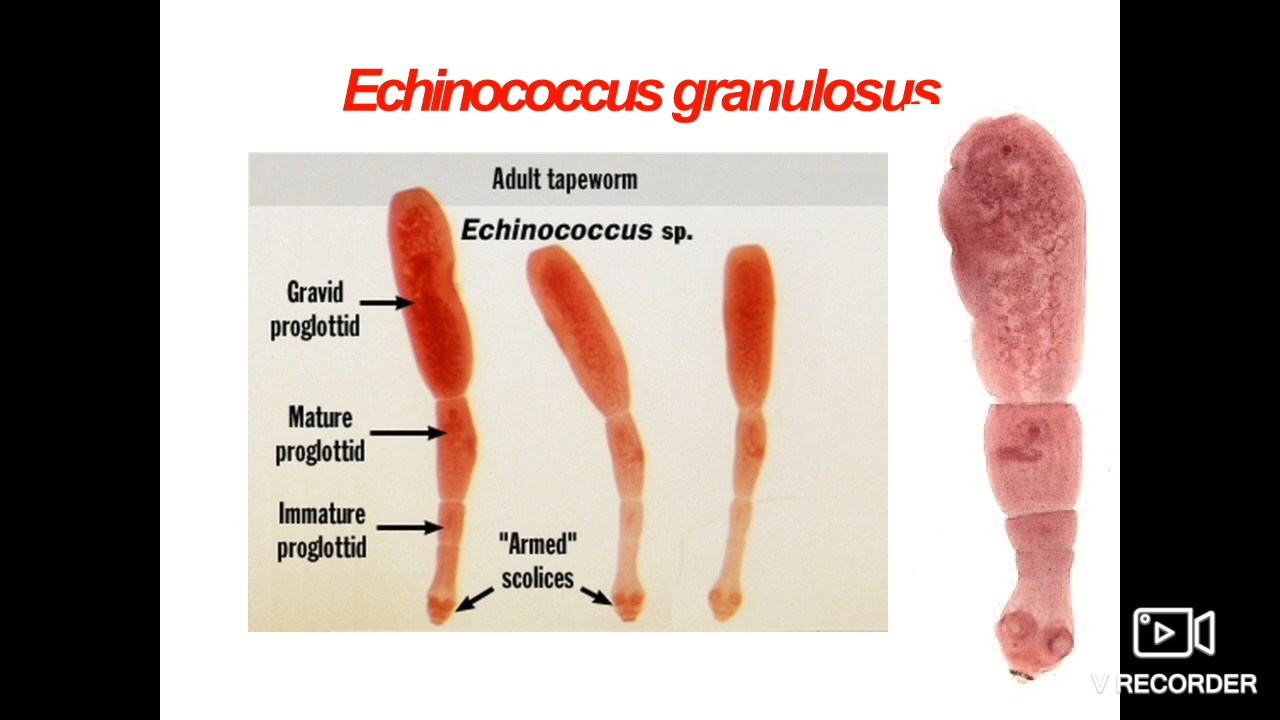 Echinococcus granulosus
Adult tapeworm
Echinococcus sp.
Gravid
proglottid
Mature
proglottid
Immature
proglottid
"Armed"
scolices
V RECORDER